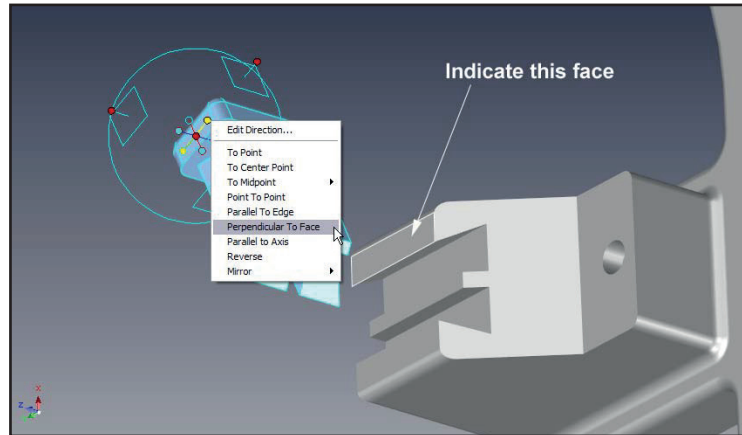 Indicate this face
Edit Direction...
To Point
To Center Point
To Midpoint
Point To Point
Parallel To Edge
Perpendicular To Face
Parallel to Axis
Reverse
Mirror
X
Z